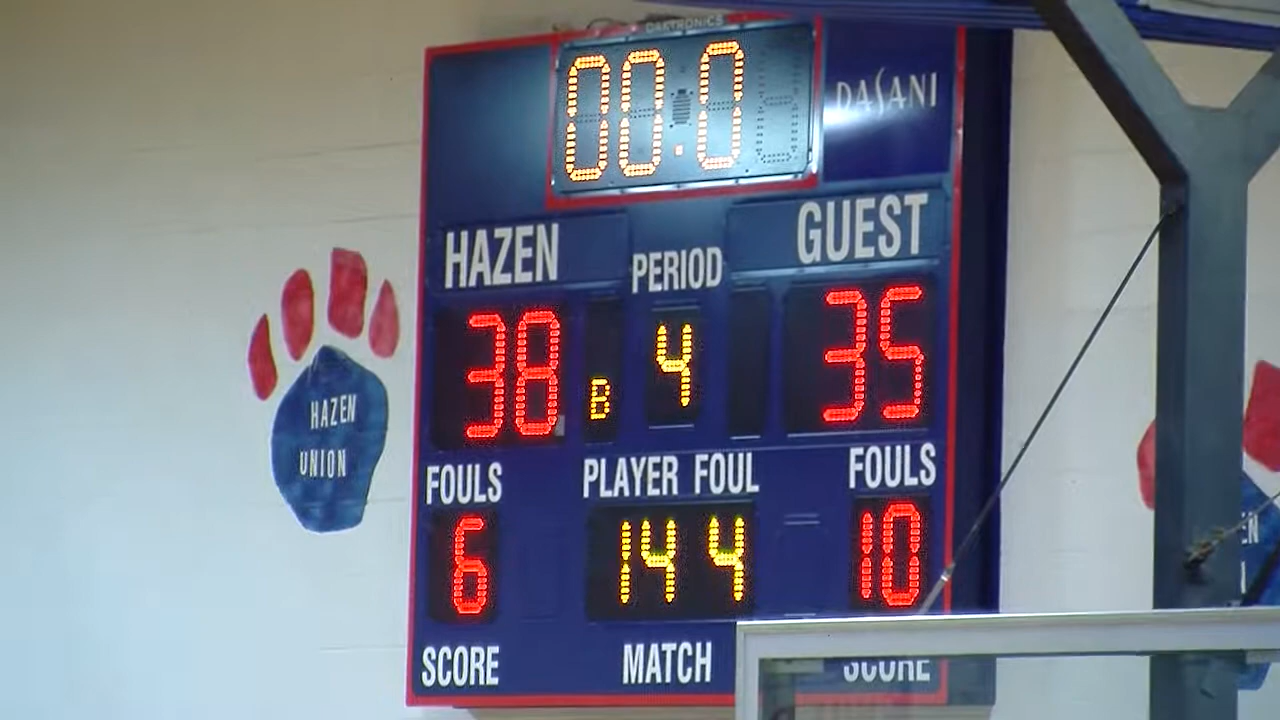 DAKTRONICS
00:0
DASANI
HAZEN
GUEST
PERIOD
38
B
4
35
HAZEN
UNION
FOULS
PLAYER FOUL
FOULS
6
14 4
10
SCORE
MATCH
SCORE
EN